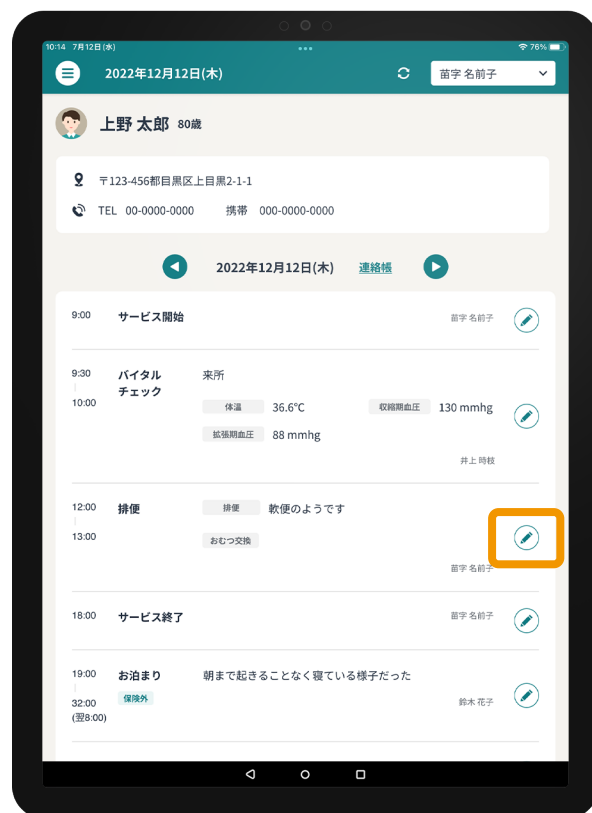 10:14 7月12日(水)
76%
2022年12月12日(木)
苗字 名前子
上野 太郎 80歳
〒123-456都目黒区上目黒2-1-1
TEL 00-0000-0000 携帯 000-0000-0000
2022年12月12日(木) 連絡帳
9:00 サービス開始 苗字 名前子
9:30 バイタル 来所
チェック
10:00 体温 36.6℃ 収縮期血圧 130 mmhg
拡張期血圧 88 mmhg
井上 時枝
12:00 排便 排便 軟便のようです
13:00 おむつ交換
苗字 名前子
18:00 サービス終了 苗字 名前子
19:00 お泊まり 朝まで起きることなく寝ている様子だった
保険外
32:00 鈴木 花子
(翌8:00)